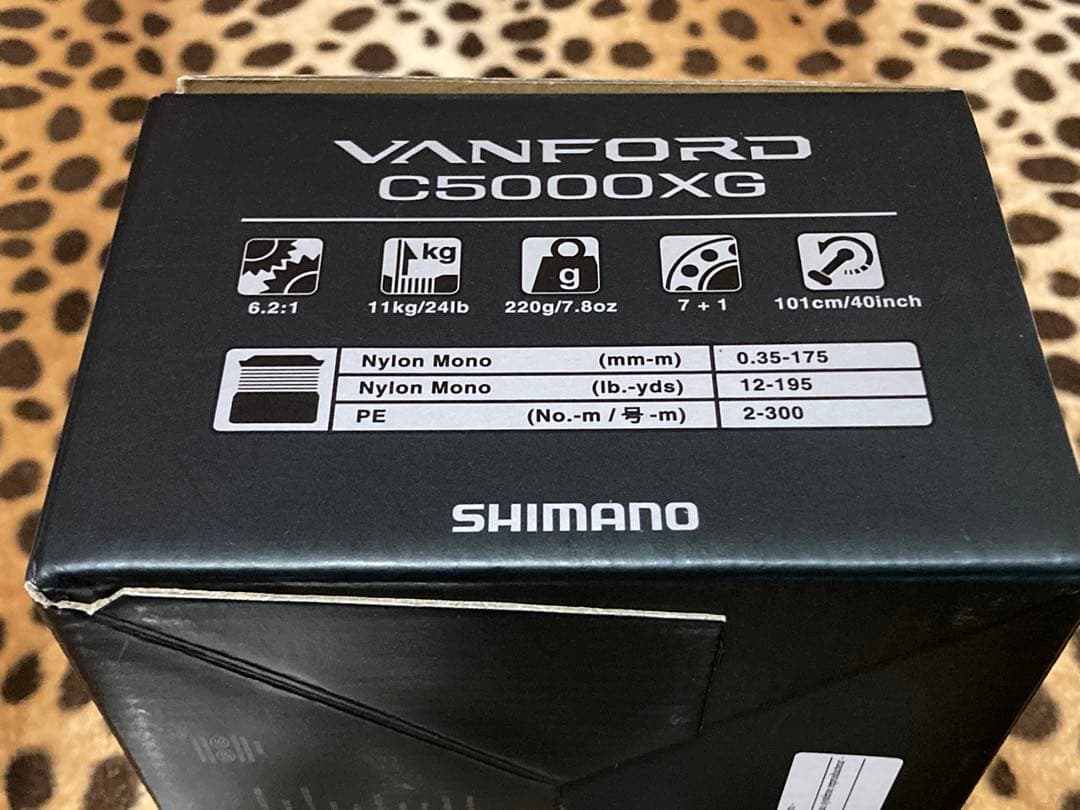 VANFORD
C5000XG
kg
g
6.2:1 11kg/24lb 220g/7.8oz 7 + 1 101cm/40inch
Nylon Mono (mm-m) 0.35-175
Nylon Mono (lb.-yds) 12-195
PE (No.-m / 号 -m) 2-300
SHIMANO